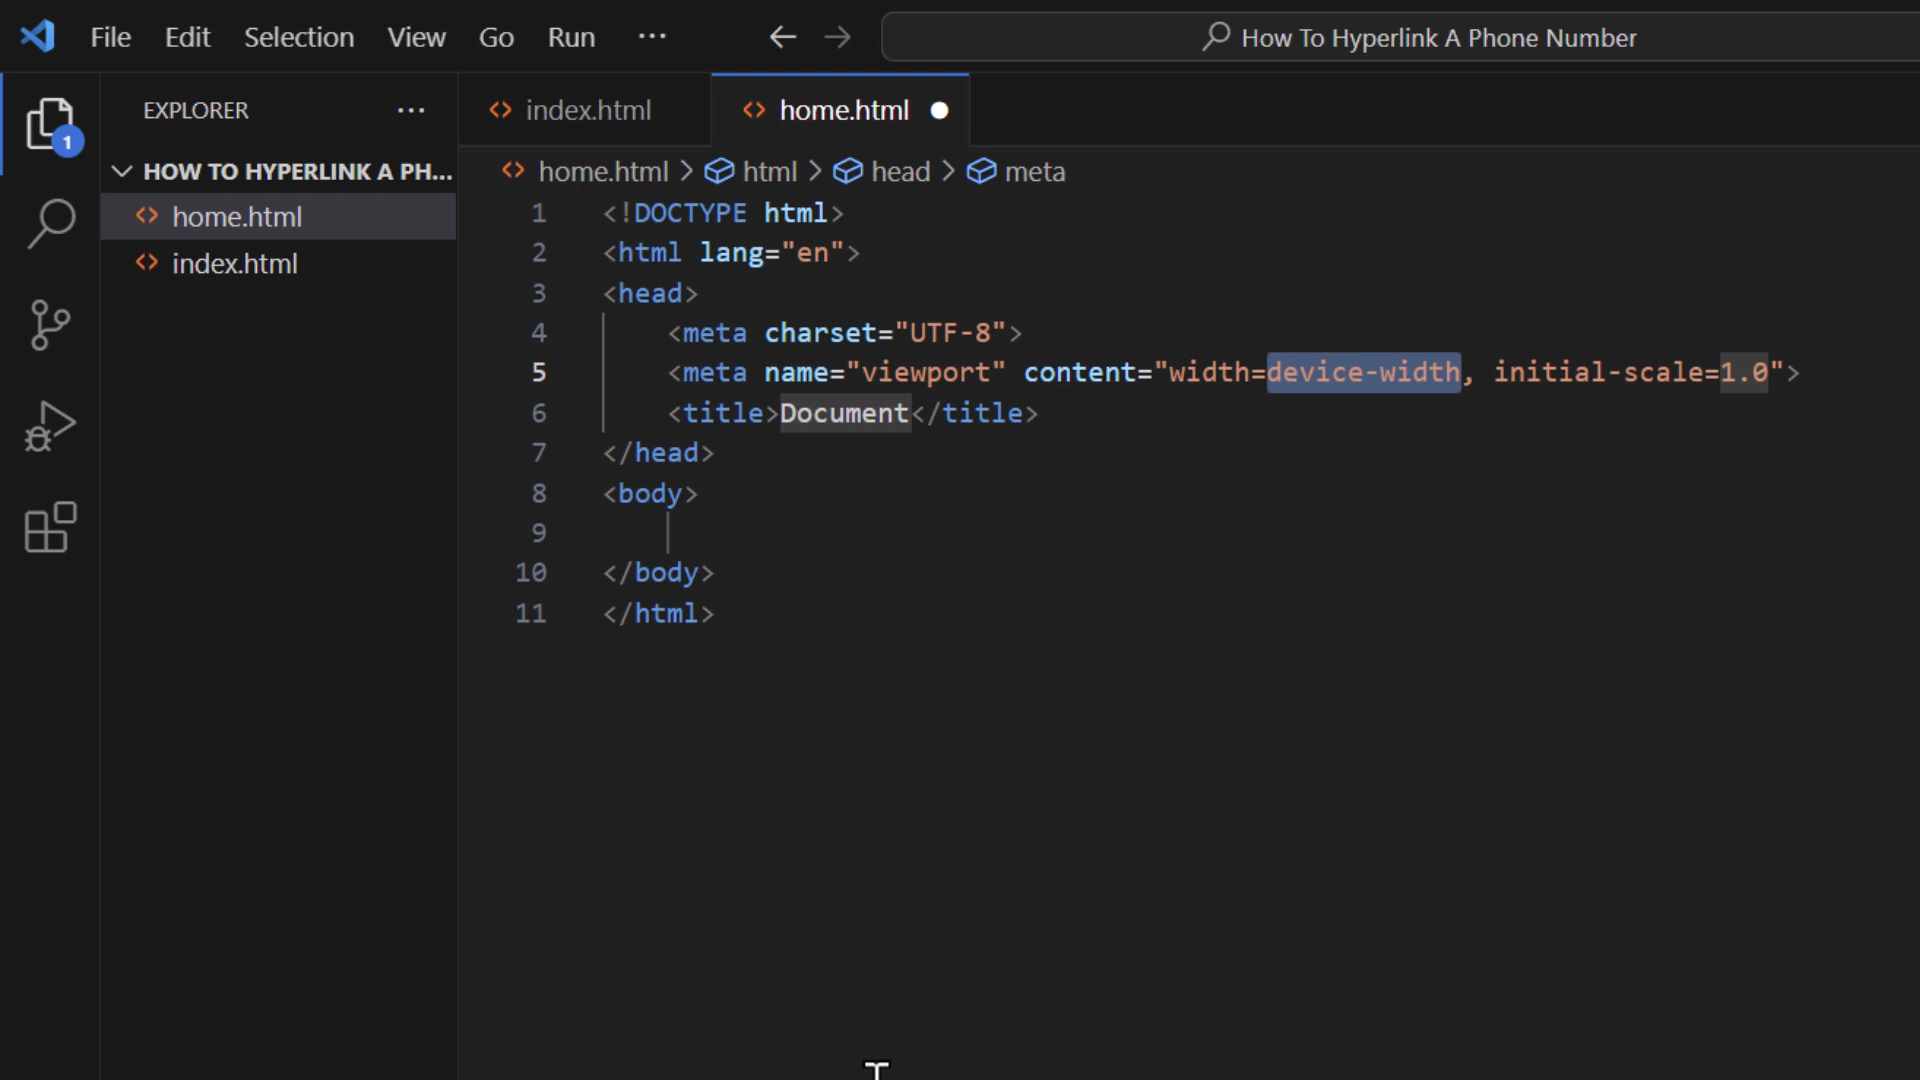 File Edit Selection View Go Run ··· How To Hyperlink A Phone Number
EXPLORER ···
1
HOW TO HYPERLINK A PH...
home.html
index.html
index.html home.html
home.html > html > head > meta
1 <!DOCTYPE html>
2 <html lang="en">
3 <head>
4 <meta charset="UTF-8">
5 <meta name="viewport" content="width=device-width, initial-scale=1.0">
6 <title>Document</title>
7 </head>
8 <body>
9
10 </body>
11 </html>